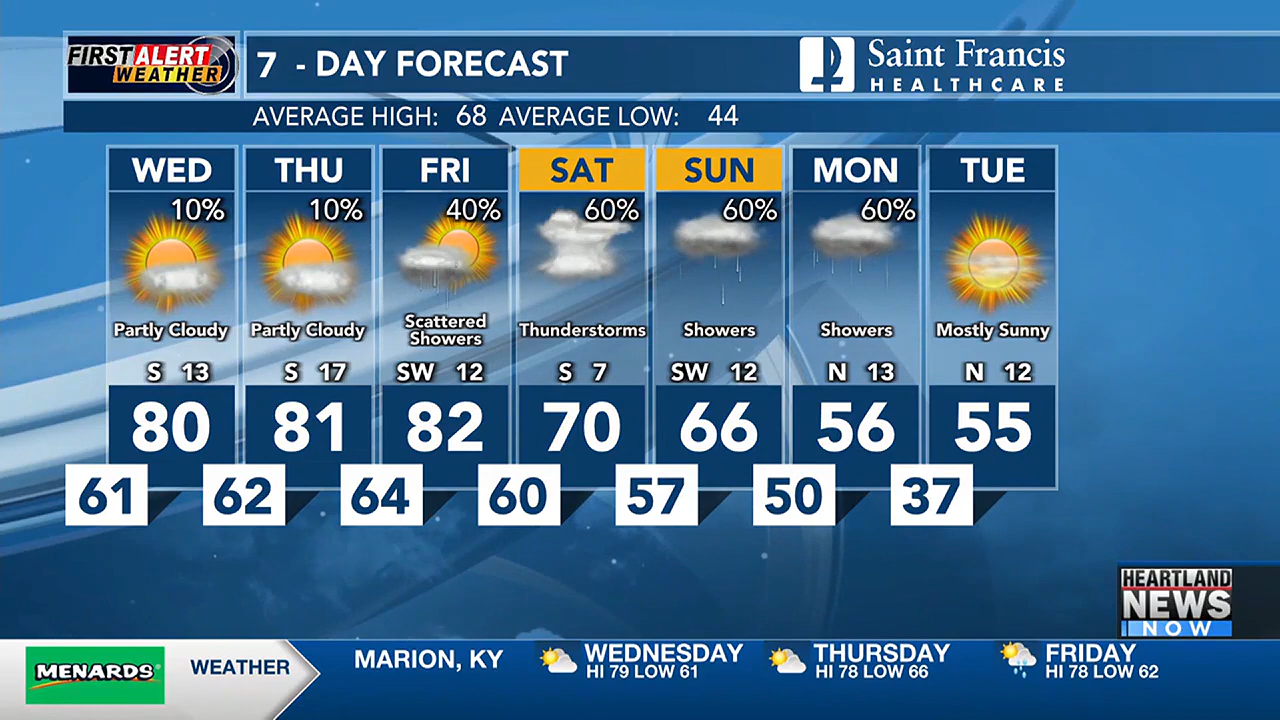 FIRST ALERT
WEATHER
7 - DAY FORECAST
Saint Francis
HEALTHCARE
AVERAGE HIGH: 68 AVERAGE LOW: 44
WED THU FRI SAT SUN MON TUE
10% 10% 40% 60% 60% 60%
Partly Cloudy Partly Cloudy Scattered Showers Thunderstorms Showers Showers Mostly Sunny
S 13 S 17 SW 12 S 7 SW 12 N 13 N 12
80 81 82 70 66 56 55
61 62 64 60 57 50 37
HEARTLAND
NEWS
NOW
MENARDS WEATHER MARION, KY
WEDNESDAY
HI 79 LOW 61
THURSDAY
HI 78 LOW 66
FRIDAY
HI 78 LOW 62